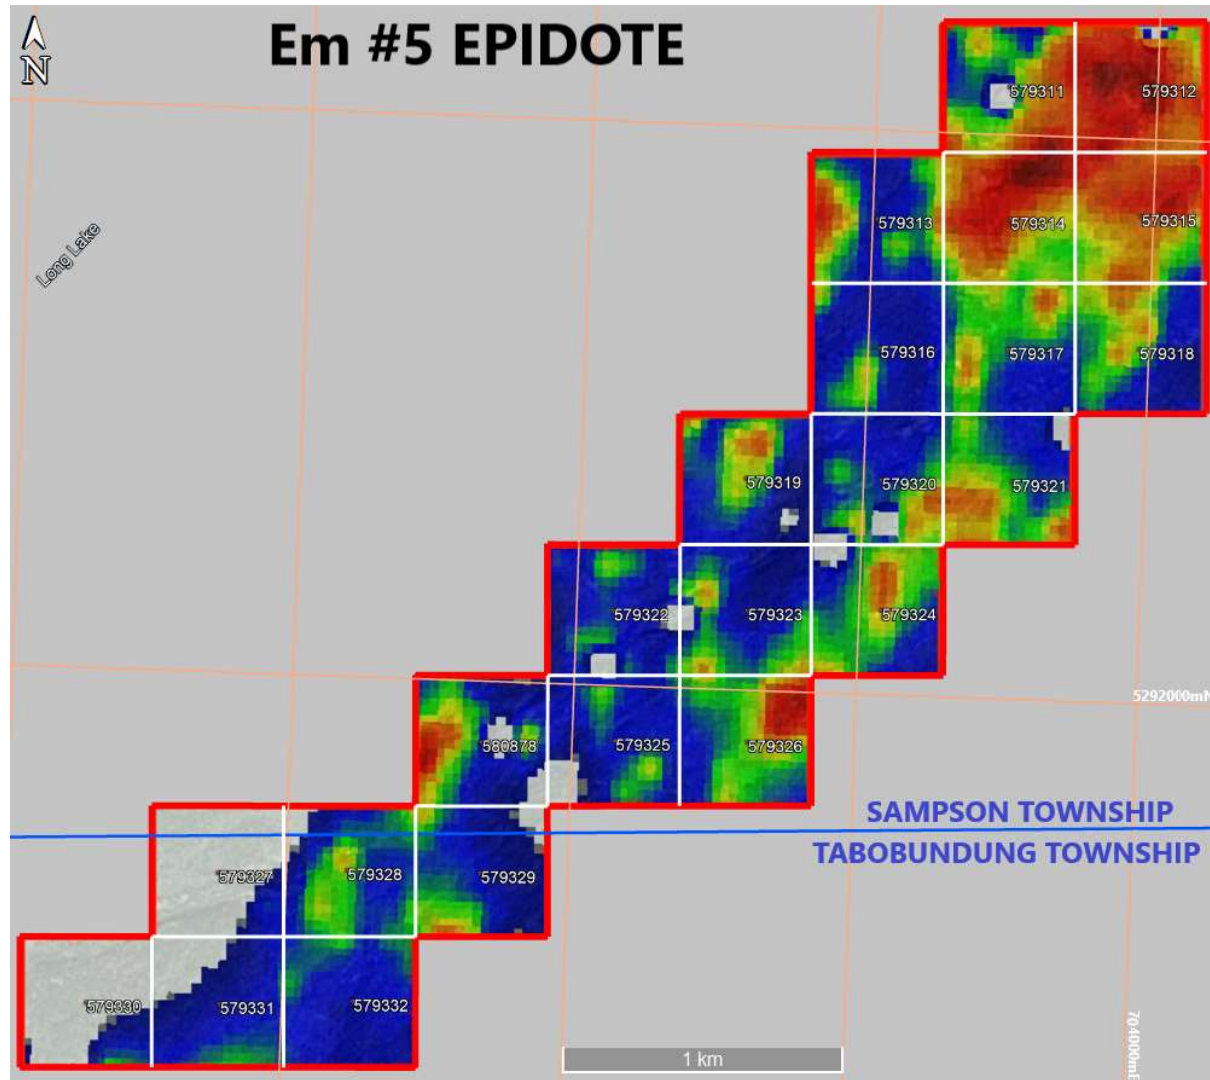 N
Em #5 EPIDOTE
579311
579312
Long Lake
579313
579314
579315
579316
579317
579318
579319
579320
579321
579322
579323
579324
5292000mN
580878
579325
579326
SAMPSON TOWNSHIP
TABOBUNDUNG TOWNSHIP
579327
579328
579329
579330
579331
579332
704000mE
1 km